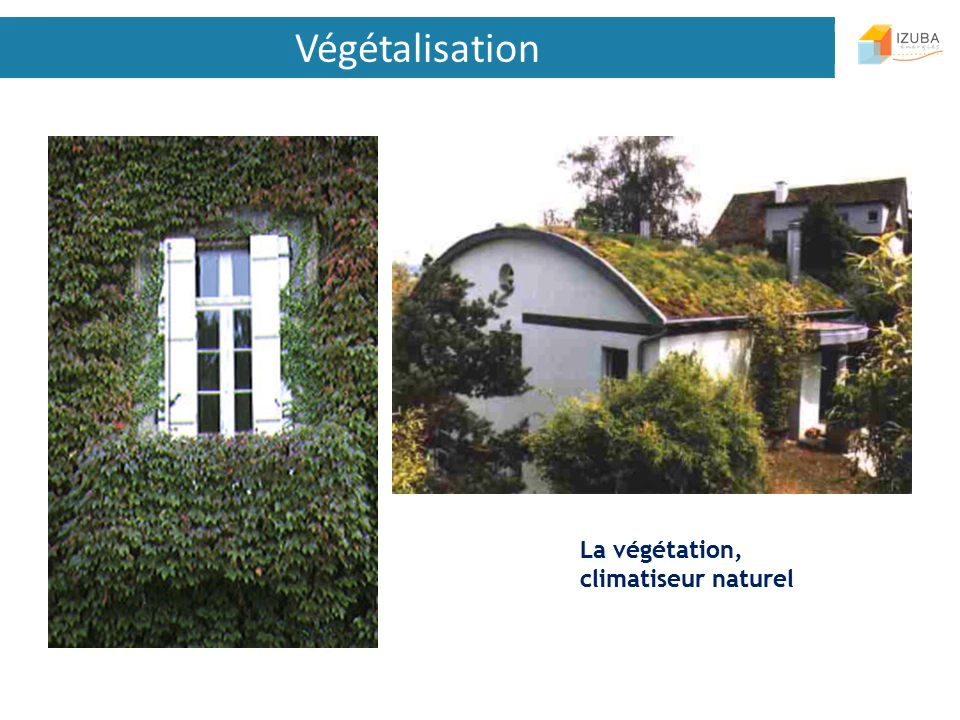 Végétalisation
IZUBA
énergies
La végétation,
climatiseur naturel